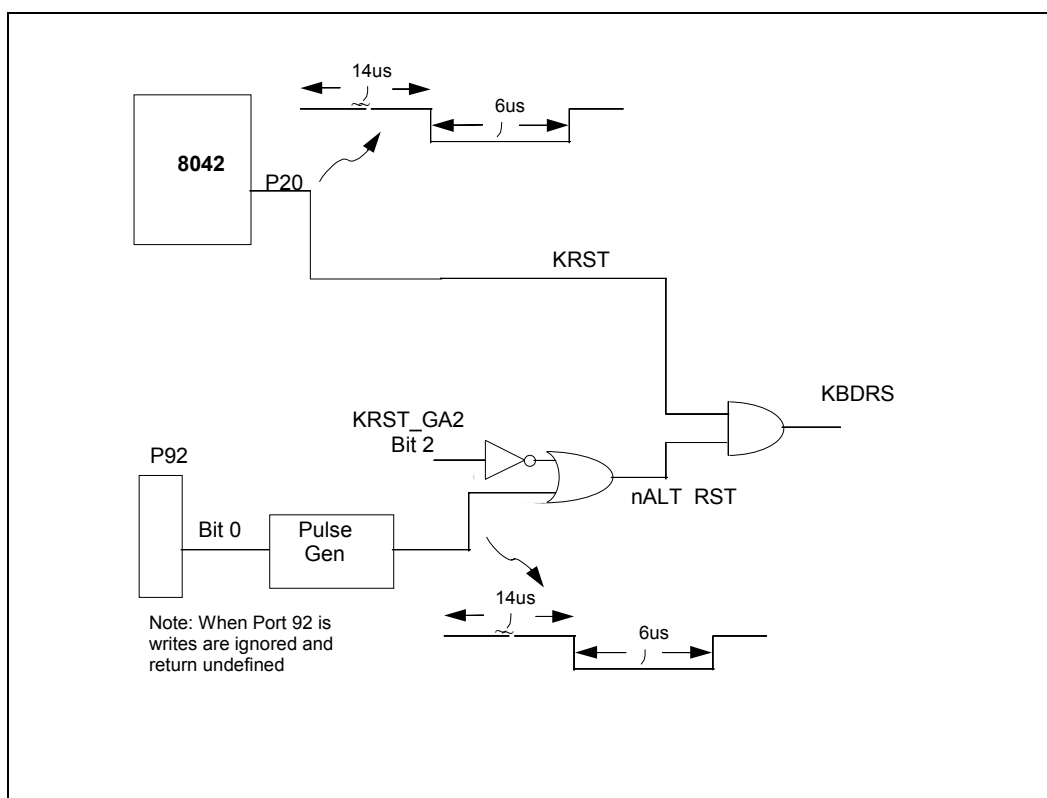 14us
6us
8042
P20
KRST
KBDRS
KRST_GA2
Bit 2
P92
nALT RST
Bit 0
Pulse
Gen
14us
6us
Note: When Port 92 is
writes are ignored and
return undefined